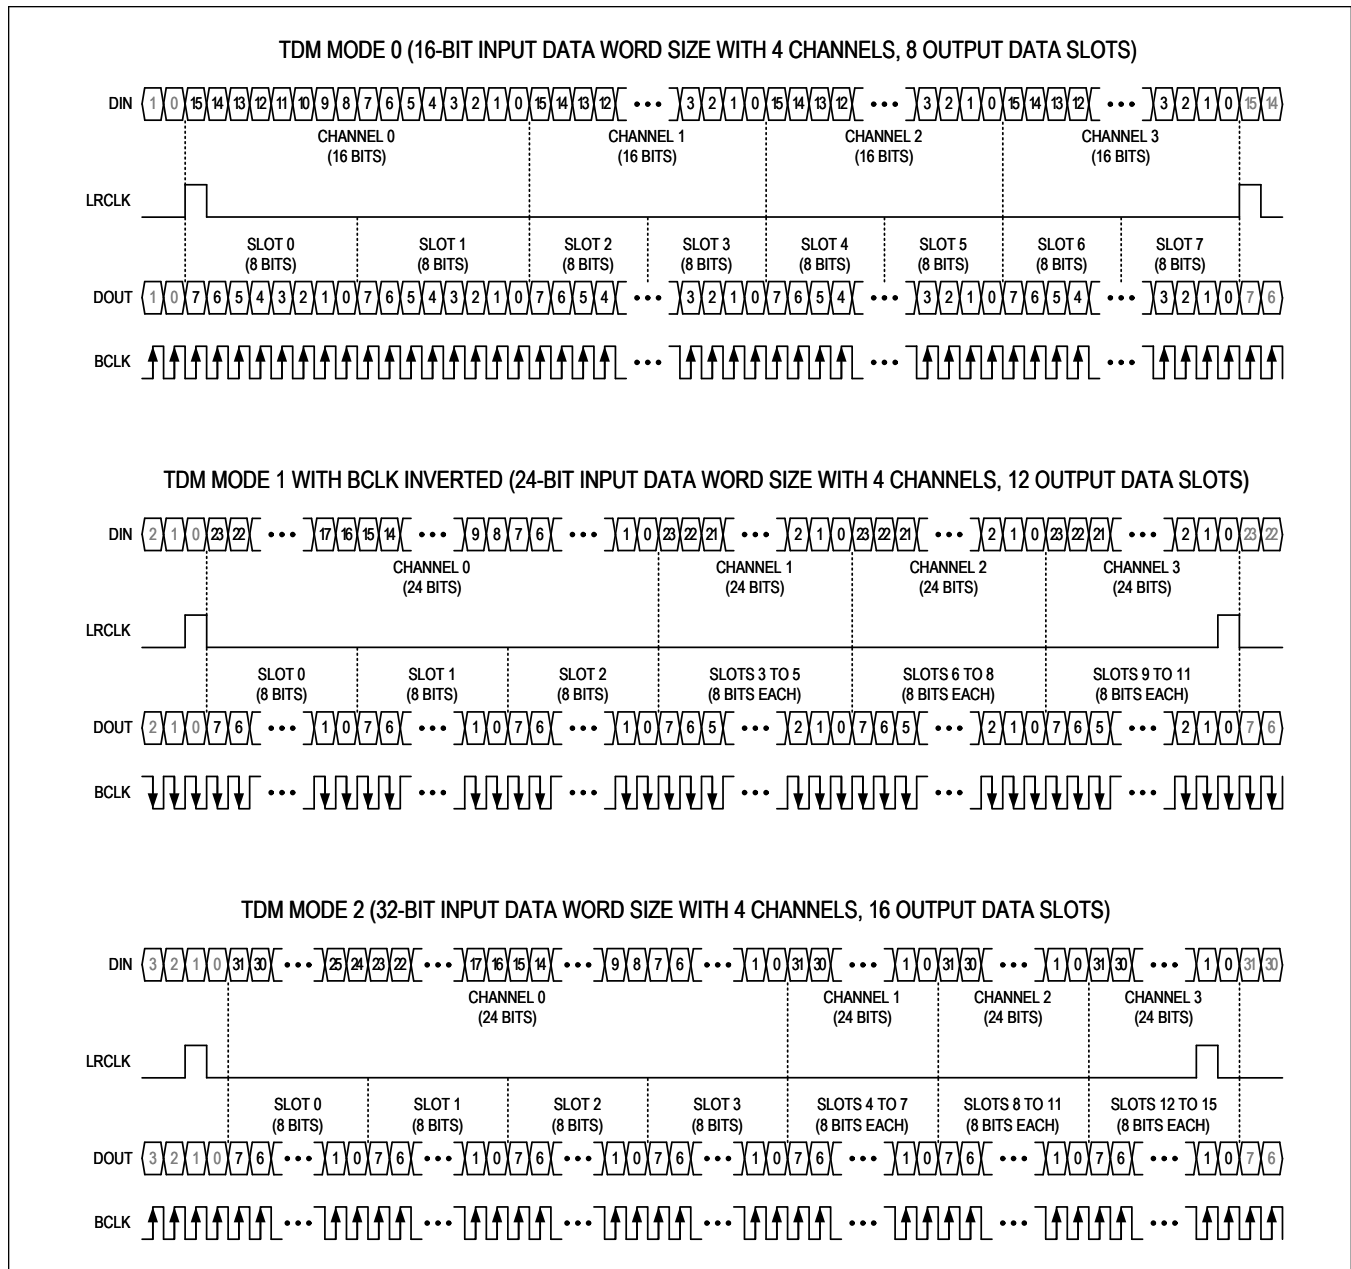 TDM MODE 0 (16-BIT INPUT DATA WORD SIZE WITH 4 CHANNELS, 8 OUTPUT DATA SLOTS)
DIN 1 0 15 14 13 12 11 10 9 8 7 6 5 4 3 2 1 0 15 14 13 12 ••• 3 2 1 0 15 14 13 12 ••• 3 2 1 0 15 14 13 12 ••• 3 2 1 0 15 14
CHANNEL 0 CHANNEL 1 CHANNEL 2 CHANNEL 3
(16 BITS) (16 BITS) (16 BITS) (16 BITS)
LRCLK
SLOT 0 SLOT 1 SLOT 2 SLOT 3 SLOT 4 SLOT 5 SLOT 6 SLOT 7
(8 BITS) (8 BITS) (8 BITS) (8 BITS) (8 BITS) (8 BITS) (8 BITS) (8 BITS)
DOUT 1 0 7 6 5 4 3 2 1 0 7 6 5 4 3 2 1 0 7 6 5 4 ••• 3 2 1 0 7 6 5 4 ••• 3 2 1 0 7 6 5 4 ••• 3 2 1 0 7 6
BCLK ••• ••• •••
TDM MODE 1 WITH BCLK INVERTED (24-BIT INPUT DATA WORD SIZE WITH 4 CHANNELS, 12 OUTPUT DATA SLOTS)
DIN 2 1 0 23 22 ••• 17 16 15 14 ••• 9 8 7 6 ••• 1 0 23 22 21 ••• 2 1 0 23 22 21 ••• 2 1 0 23 22 21 ••• 2 1 0 23 22
CHANNEL 0 CHANNEL 1 CHANNEL 2 CHANNEL 3
(24 BITS) (24 BITS) (24 BITS) (24 BITS)
LRCLK
SLOT 0 SLOT 1 SLOT 2 SLOTS 3 TO 5 SLOTS 6 TO 8 SLOTS 9 TO 11
(8 BITS) (8 BITS) (8 BITS) (8 BITS EACH) (8 BITS EACH) (8 BITS EACH)
DOUT 2 1 0 7 6 ••• 1 0 7 6 ••• 1 0 7 6 ••• 1 0 7 6 5 ••• 2 1 0 7 6 5 ••• 2 1 0 7 6 5 ••• 2 1 0 7 6
BCLK ••• ••• ••• ••• ••• •••
TDM MODE 2 (32-BIT INPUT DATA WORD SIZE WITH 4 CHANNELS, 16 OUTPUT DATA SLOTS)
DIN 3 2 1 0 31 30 ••• 25 24 23 22 ••• 17 16 15 14 ••• 9 8 7 6 ••• 1 0 31 30 ••• 1 0 31 30 ••• 1 0 31 30 ••• 1 0 31 30
CHANNEL 0 CHANNEL 1 CHANNEL 2 CHANNEL 3
(24 BITS) (24 BITS) (24 BITS) (24 BITS)
LRCLK
SLOT 0 SLOT 1 SLOT 2 SLOT 3 SLOTS 4 TO 7 SLOTS 8 TO 11 SLOTS 12 TO 15
(8 BITS) (8 BITS) (8 BITS) (8 BITS) (8 BITS EACH) (8 BITS EACH) (8 BITS EACH)
DOUT 3 2 1 0 7 6 ••• 1 0 7 6 ••• 1 0 7 6 ••• 1 0 7 6 ••• 1 0 7 6 ••• 1 0 7 6 ••• 1 0 7 6 ••• 1 0 7 6
BCLK ••• ••• ••• ••• ••• ••• •••